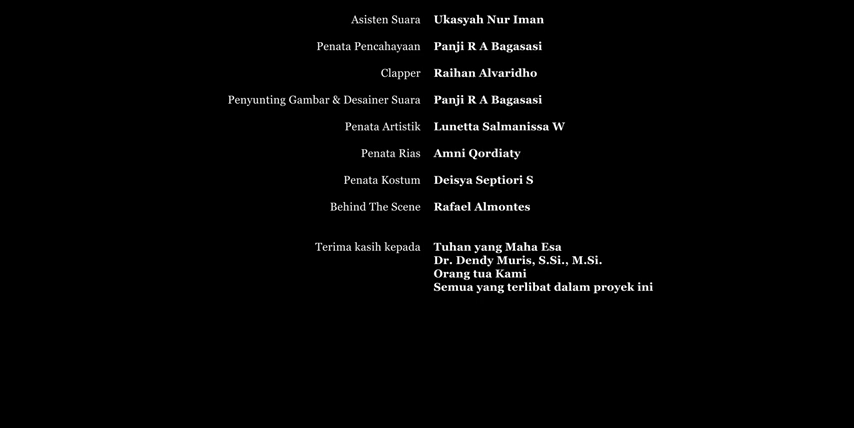 Asisten Suara Ukasyah Nur Iman
Penata Pencahayaan Panji R A Bagasasi
Clapper Raihan Alvaridho
Penyunting Gambar & Desainer Suara Panji R A Bagasasi
Penata Artistik Lunetta Salmanissa W
Penata Rias Amni Qordiaty
Penata Kostum Deisya Septiori S
Behind The Scene Rafael Almontes
Terima kasih kepada Tuhan yang Maha Esa
Dr. Dendy Muris, S.Si., M.Si.
Orang tua Kami
Semua yang terlibat dalam proyek ini